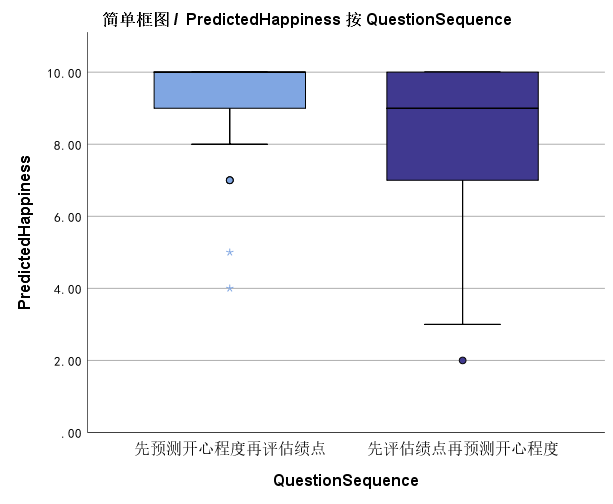 简单框图 / PredictedHappiness 按 QuestionSequence
PredictedHappiness
10.00
8.00
6.00
4.00
2.00
.00
先预测开心程度再评估绩点
先评估绩点再预测开心程度
QuestionSequence